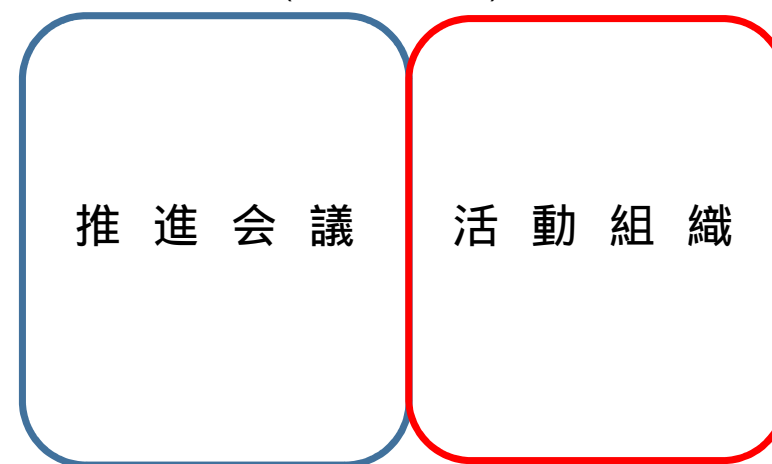 推 進 会 議
活 動 組 織